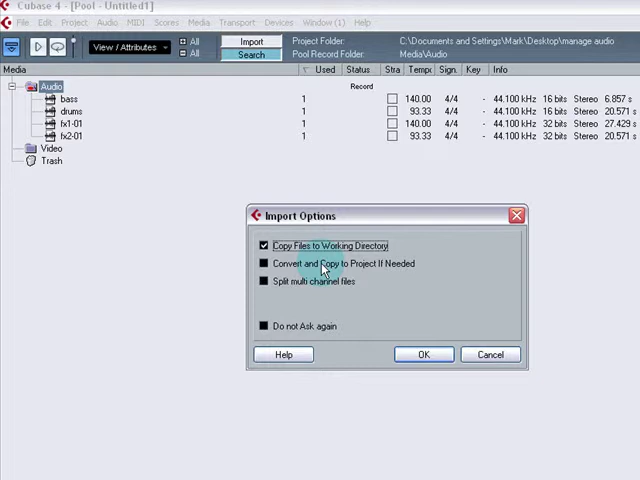 Cubase 4 - [Pool - Untitled1]
File Edit Project Audio MIDI Scores Media Transport Devices Window (1) Help
View / Attributes All Import Project Folder: C:\Documents and Settings\Mark\Desktop\manage audio
All Search Pool Record Folder: Media\Audio
Media Used Status Stra Tempo Sign. Key Info
Audio Record
bass 1 140.00 4/4 - 44.100 kHz 16 bits Stereo 6.857 s
drums 1 93.33 4/4 - 44.100 kHz 16 bits Stereo 20.571 s
fx1-01 1 140.00 4/4 - 44.100 kHz 32 bits Stereo 27.429 s
fx2-01 1 93.33 4/4 - 44.100 kHz 32 bits Stereo 20.571 s
Video
Trash
Import Options
Copy Files to Working Directory
Convert and Copy to Project If Needed
Split multi channel files
Do not Ask again
Help OK Cancel